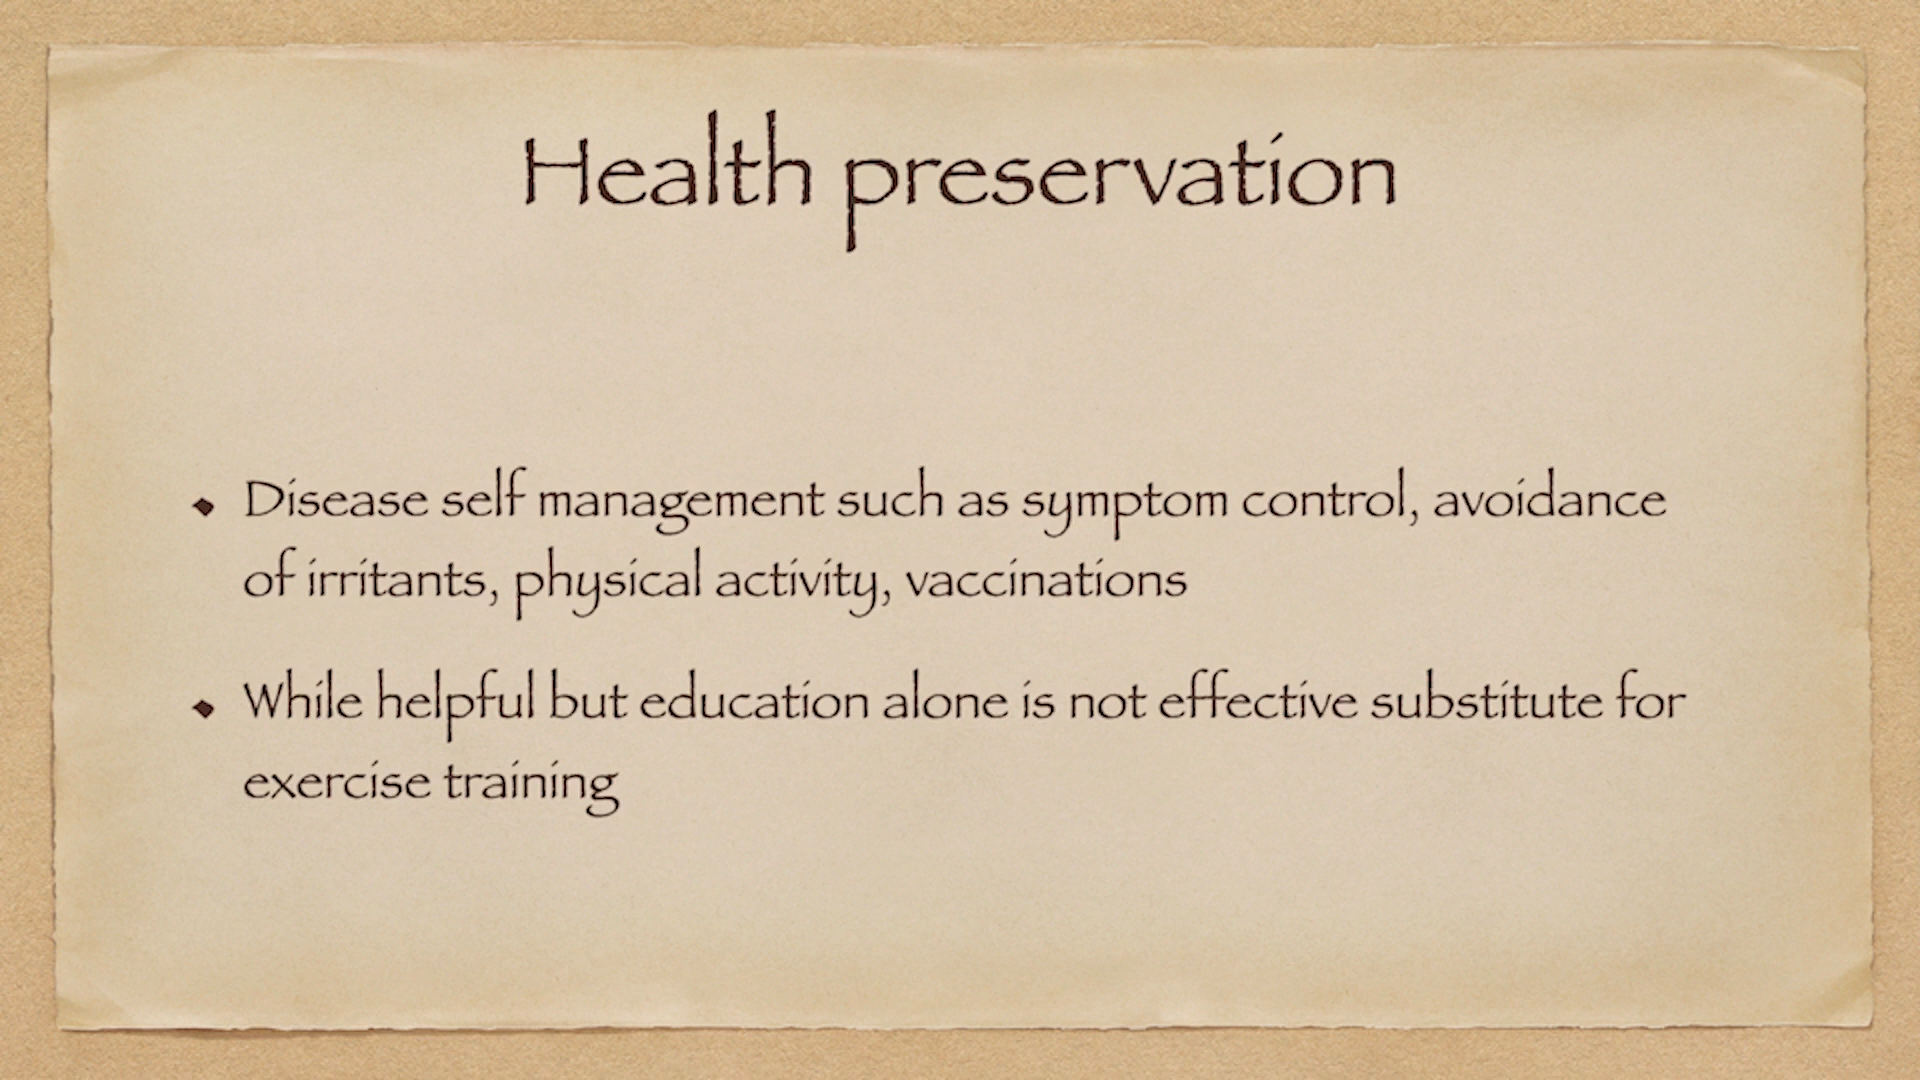 Health preservation
Disease self management such as symptom control, avoidance
of irritants, physical activity, vaccinations
While helpful but education alone is not effective substitute for
exercise training